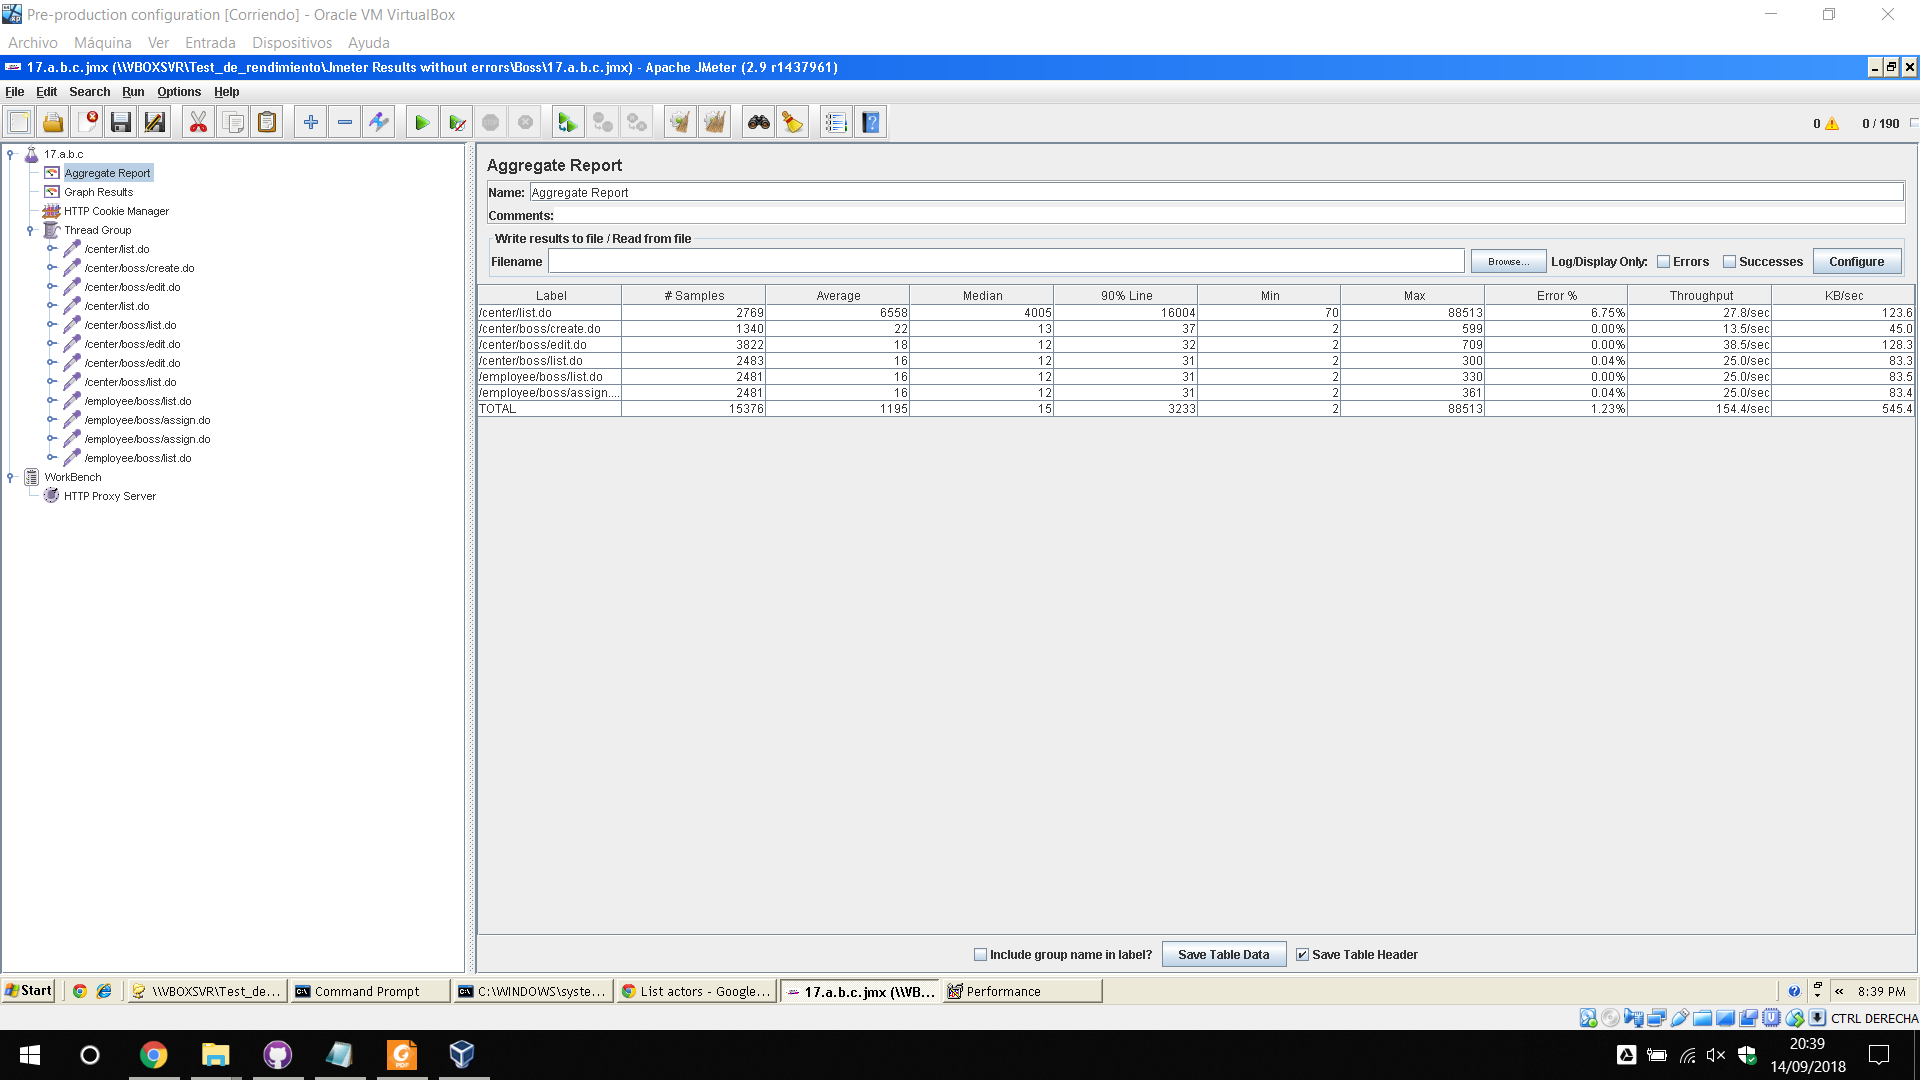 Pre-production configuration [Corriendo] - Oracle VM VirtualBox
Archivo Máquina Ver Entrada Dispositivos Ayuda
17.a.b.c.jmx (\\VBOXSVR\Test_de_rendimiento\Jmeter Results without errors\Boss\17.a.b.c.jmx) - Apache JMeter (2.9 r1437961)
File Edit Search Run Options Help
0 0 / 190
17.a.b.c
Aggregate Report
Graph Results
HTTP Cookie Manager
Thread Group
/center/list.do
/center/boss/create.do
/center/boss/edit.do
/center/list.do
/center/boss/list.do
/center/boss/edit.do
/center/boss/edit.do
/center/boss/list.do
/employee/boss/list.do
/employee/boss/assign.do
/employee/boss/assign.do
/employee/boss/list.do
WorkBench
HTTP Proxy Server
Aggregate Report
Name: Aggregate Report
Comments:
Write results to file / Read from file
Filename Browse... Log/Display Only: Errors Successes Configure
Label # Samples Average Median 90% Line Min Max Error % Throughput KB/sec
/center/list.do 2769 6558 4005 16004 70 88513 6.75% 27.8/sec 123.6
/center/boss/create.do 1340 22 13 37 2 599 0.00% 13.5/sec 45.0
/center/boss/edit.do 3822 18 12 32 2 709 0.00% 38.5/sec 128.3
/center/boss/list.do 2483 16 12 31 2 300 0.04% 25.0/sec 83.3
/employee/boss/list.do 2481 16 12 31 2 330 0.00% 25.0/sec 83.5
/employee/boss/assign.... 2481 16 12 31 2 361 0.04% 25.0/sec 83.4
TOTAL 15376 1195 15 3233 2 88513 1.23% 154.4/sec 545.4
Include group name in label? Save Table Data Save Table Header
Start \\VBOXSVR\Test_de... Command Prompt C:\WINDOWS\syste... List actors - Google... 17.a.b.c.jmx (\\VB... Performance 8:39 PM
CTRL DERECHA
20:39
14/09/2018